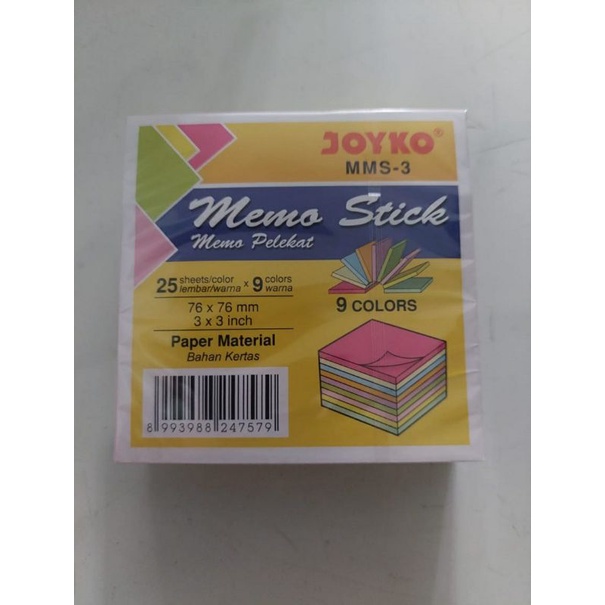 JOYKO®
MMS-3
Memo Stick
Memo Pelekat
25 sheets/color lembar/warna x 9 colors warna
76 x 76 mm
3 x 3 inch
9 COLORS
Paper Material
Bahan Kertas
8 993988 247579